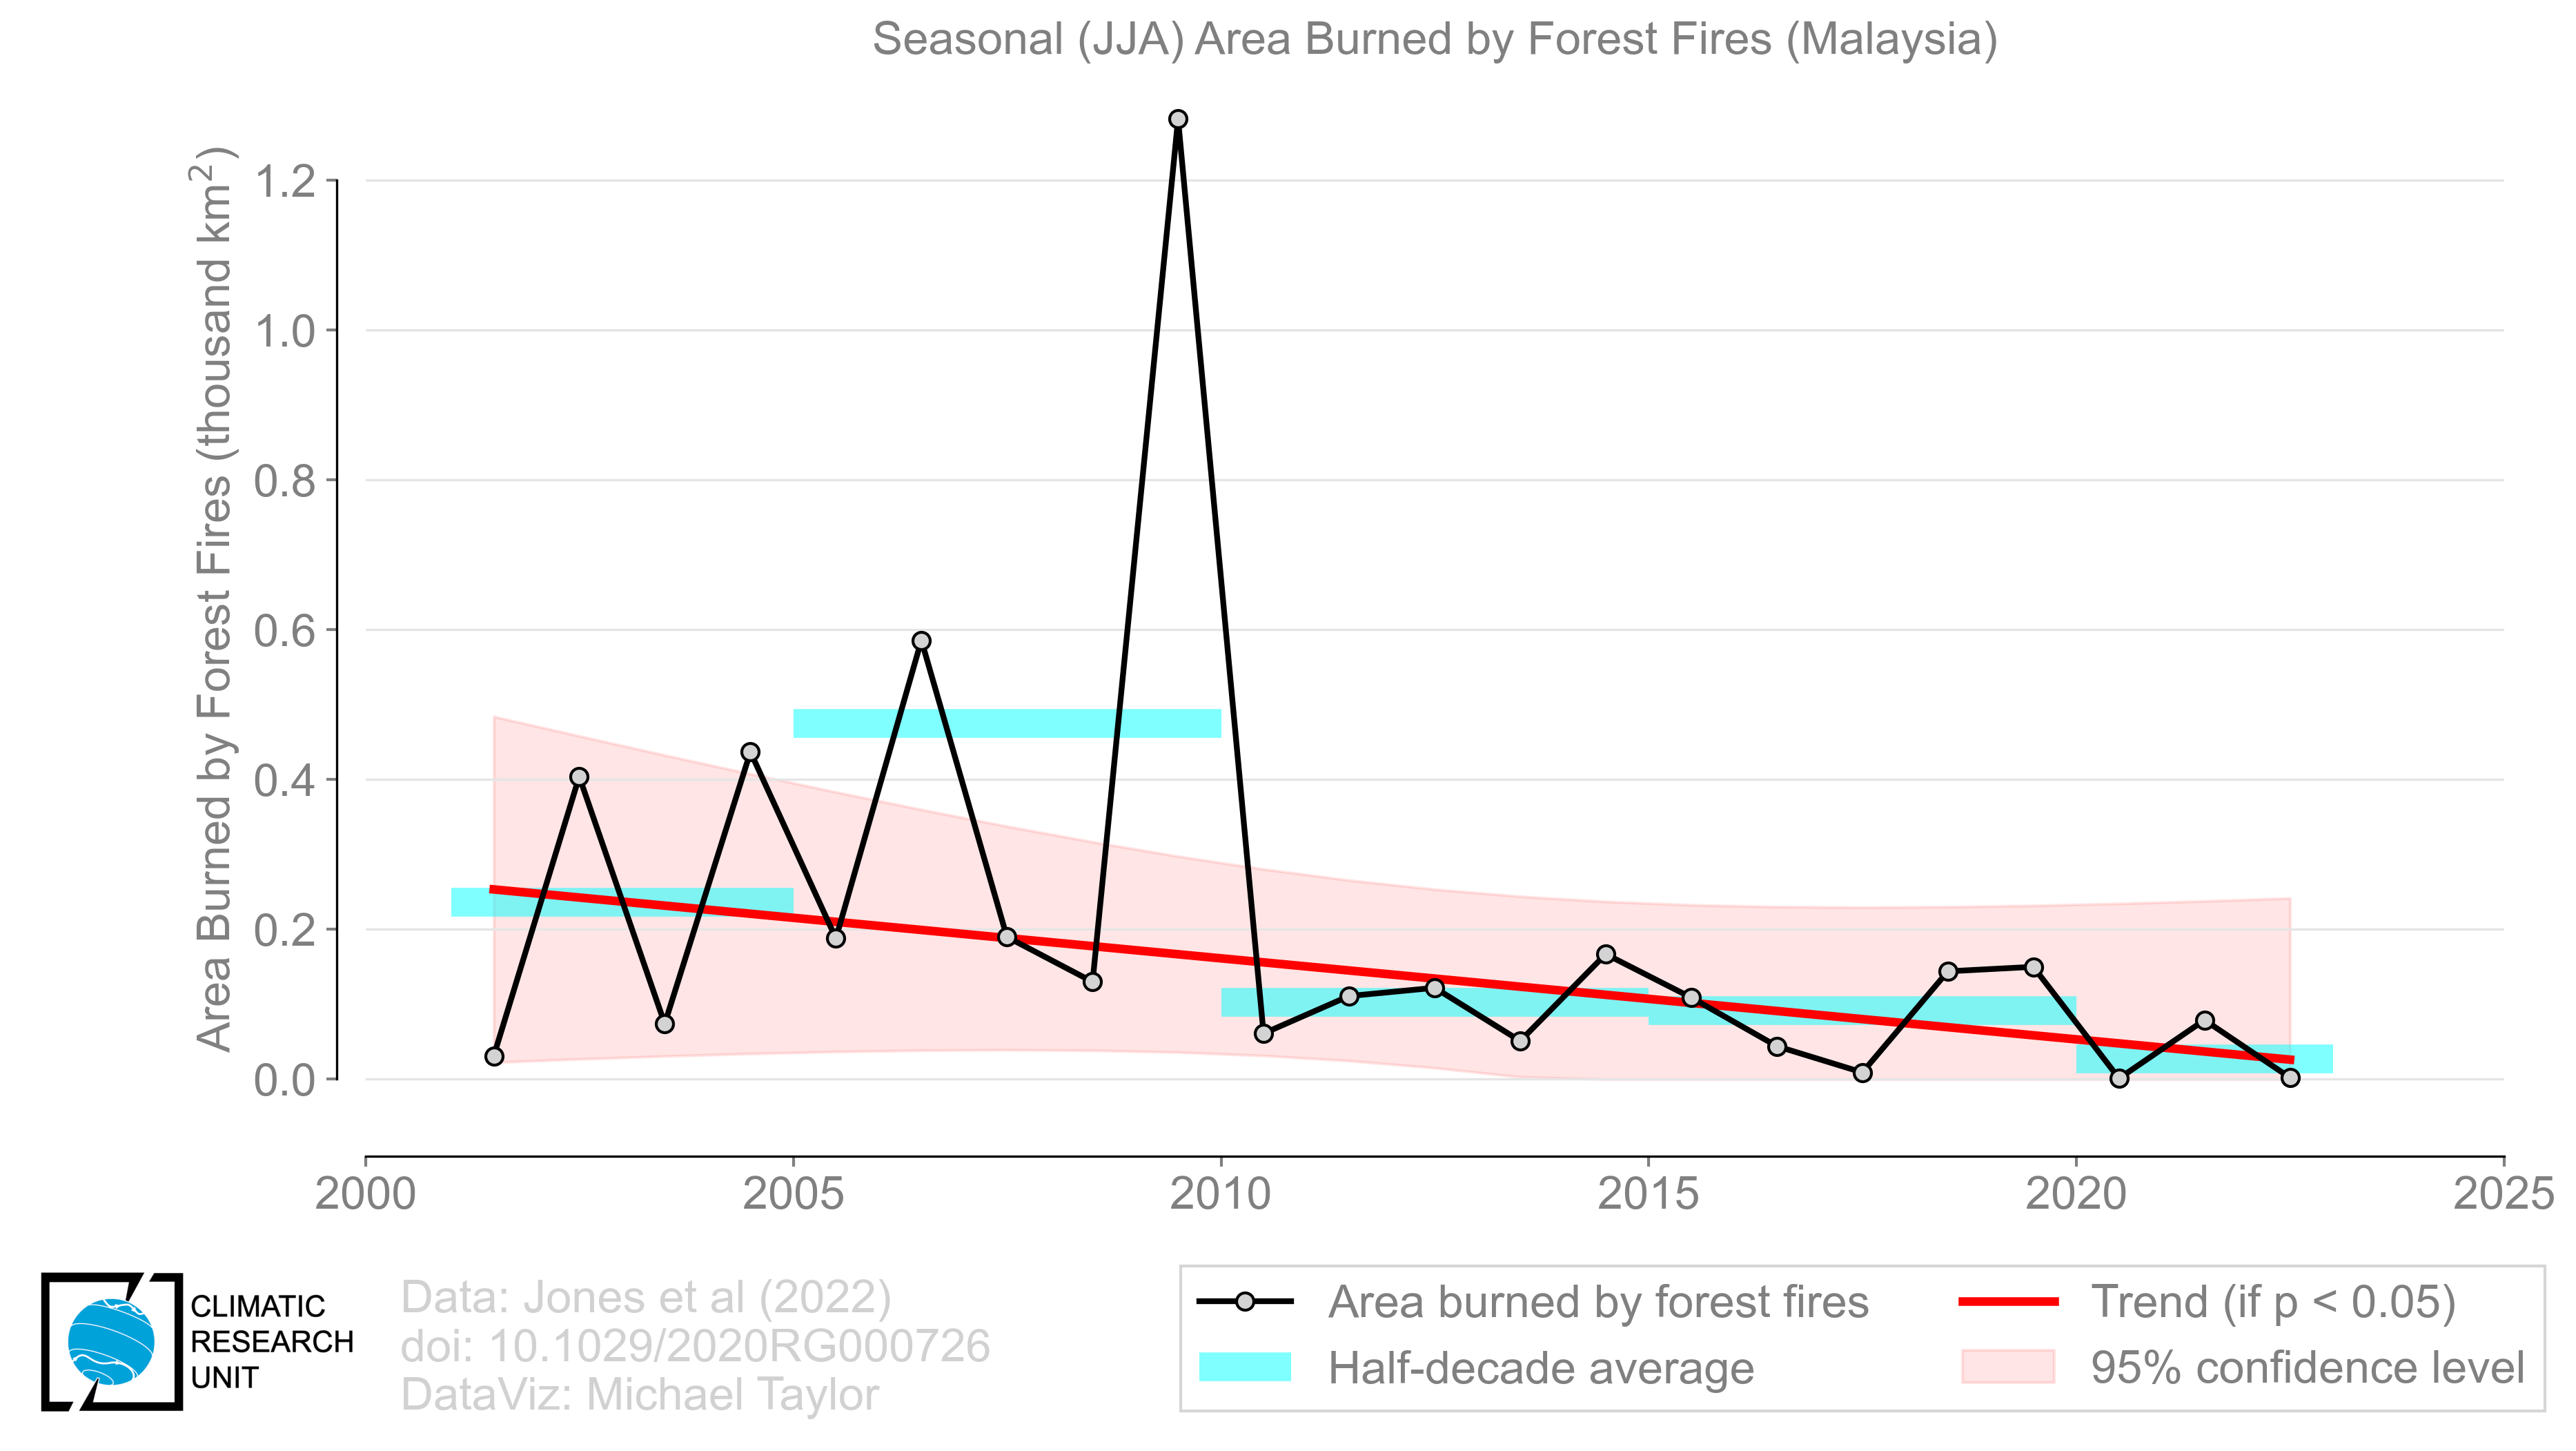 Seasonal (JJA) Area Burned by Forest Fires (Malaysia)
Area Burned by Forest Fires (thousand km²)
1.2
1.0
0.8
0.6
0.4
0.2
0.0
2000 2005 2010 2015 2020 2025
CLIMATIC
RESEARCH
UNIT
Data: Jones et al (2022)
doi: 10.1029/2020RG000726
DataViz: Michael Taylor
Area burned by forest fires
Half-decade average
Trend (if p < 0.05)
95% confidence level